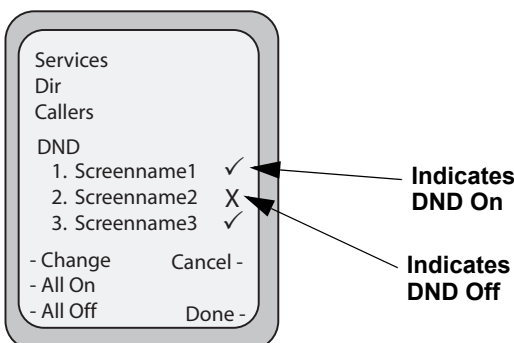 Services
Dir
Callers
DND
1. Screenname1 ✓
2. Screenname2 X
3. Screenname3 ✓
- Change Cancel -
- All On
- All Off Done -
Indicates
DND On
Indicates
DND Off